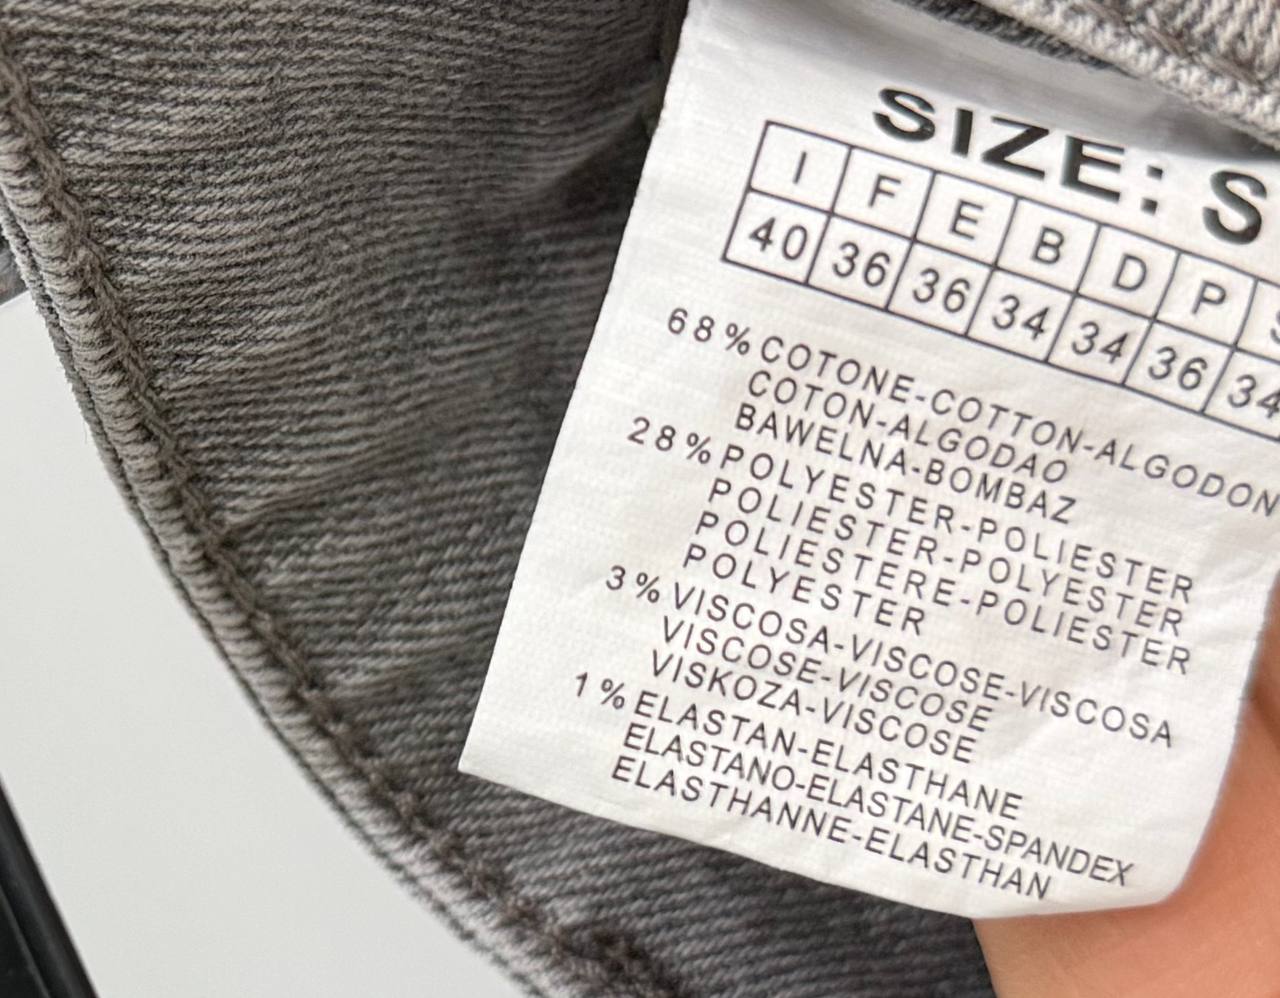 SIZE: S
I F E B D P S
40 36 36 34 34 36 34
68% COTONE-COTTON-ALGODON
COTON-ALGODAO
BAWELNA-BOMBAZ
28% POLYESTER-POLIESTER
POLIESTER-POLYESTER
POLIESTERE-POLIESTER
POLYESTER
3% VISCOSA-VISCOSE-VISCOSA
VISCOSE-VISCOSE
VISKOZA-VISCOSE
1% ELASTAN-ELASTHANE
ELASTANO-ELASTANE-SPANDEX
ELASTHANNE-ELASTHAN